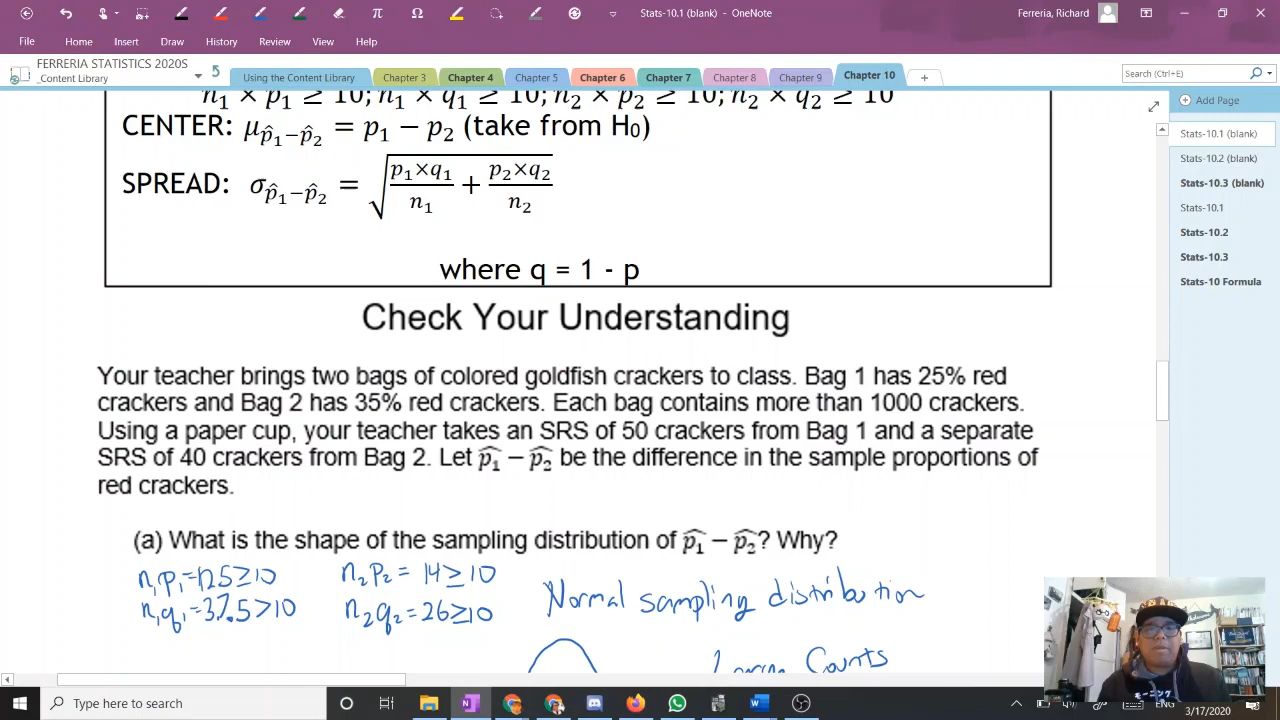 Stats-10.1 (blank) - OneNote
Ferreria, Richard
File Home Insert Draw History Review View Help
FERRERIA STATISTICS 2020S
_Content Library
Using the Content Library Chapter 3 Chapter 4 Chapter 5 Chapter 6 Chapter 7 Chapter 8 Chapter 9 Chapter 10 +
Search (Ctrl+E)
Add Page
Stats-10.1 (blank)
Stats-10.2 (blank)
Stats-10.3 (blank)
Stats-10.1
Stats-10.2
Stats-10.3
Stats-10 Formula
n₁ × p₁ ≥ 10; n₁ × q₁ ≥ 10; n₂ × p₂ ≥ 10; n₂ × q₂ ≥ 10
CENTER: μp̂₁−p̂₂ = p₁ − p₂ (take from H₀)
SPREAD: σp̂₁−p̂₂ = √(p₁×q₁/n₁ + p₂×q₂/n₂)
where q = 1 - p
Check Your Understanding
Your teacher brings two bags of colored goldfish crackers to class. Bag 1 has 25% red
crackers and Bag 2 has 35% red crackers. Each bag contains more than 1000 crackers.
Using a paper cup, your teacher takes an SRS of 50 crackers from Bag 1 and a separate
SRS of 40 crackers from Bag 2. Let p̂₁ − p̂₂ be the difference in the sample proportions of
red crackers.
(a) What is the shape of the sampling distribution of p̂₁ − p̂₂? Why?
n₁p₁=12.5≥10 n₂p₂ = 14≥10
n₁q₁=37.5>10 n₂q₂=26≥10
Normal sampling distribution
Counts
モーニング
Type here to search
ENG
3/17/2020